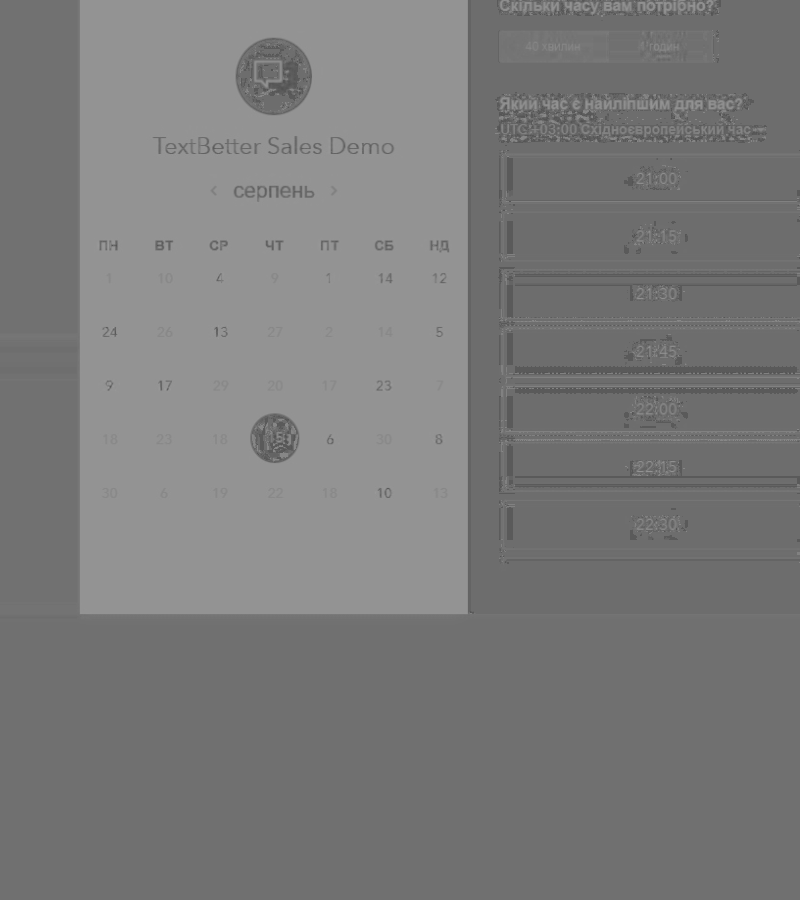 TextBetter Sales Demo
‹ серпень ›
ПН ВТ СР ЧТ ПТ СБ НД
1 10 4 9 1 14 12
24 26 13 27 2 14 5
9 17 29 20 17 23 7
18 23 18 6 30 8
30 6 19 22 18 10 13
Скільки часу вам потрібно?
40 хвилин годин
Який час є найліпшим для вас?
UTC+03:00 Східноєвропейський час
21:00
21:15
21:30
21:45
22:00
22:15
22:30